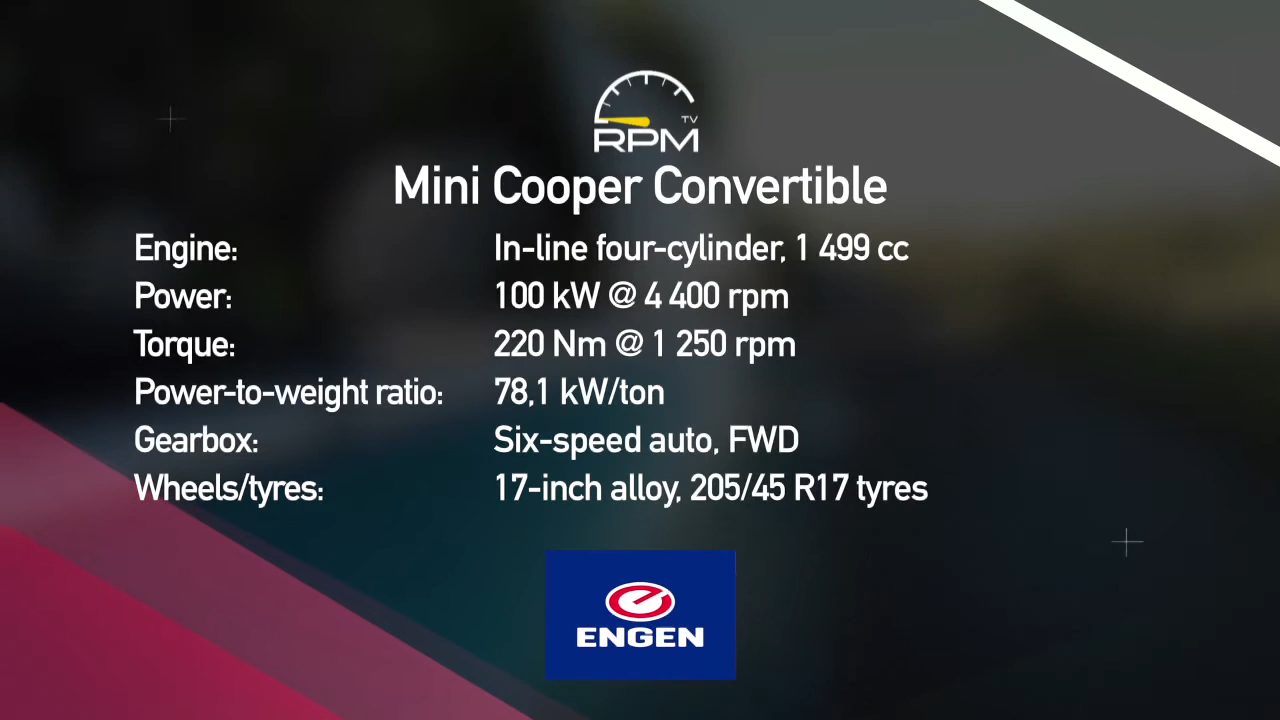 RPM TV
Mini Cooper Convertible
Engine: In-line four-cylinder, 1 499 cc
Power: 100 kW @ 4 400 rpm
Torque: 220 Nm @ 1 250 rpm
Power-to-weight ratio: 78,1 kW/ton
Gearbox: Six-speed auto, FWD
Wheels/tyres: 17-inch alloy, 205/45 R17 tyres
ENGEN